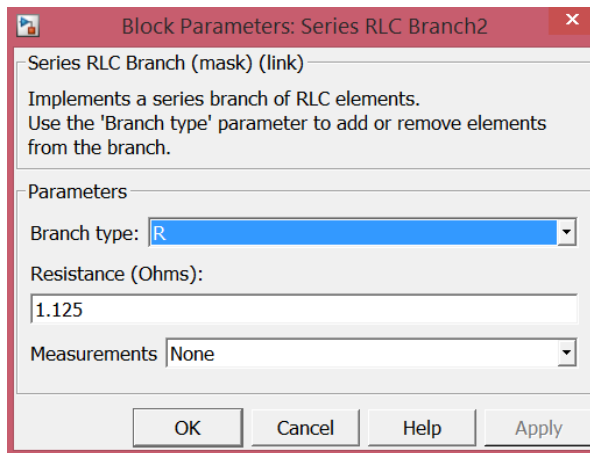 Block Parameters: Series RLC Branch2
Series RLC Branch (mask) (link)
Implements a series branch of RLC elements.
Use the 'Branch type' parameter to add or remove elements
from the branch.
Parameters
Branch type: R
Resistance (Ohms):
1.125
Measurements None
OK Cancel Help Apply